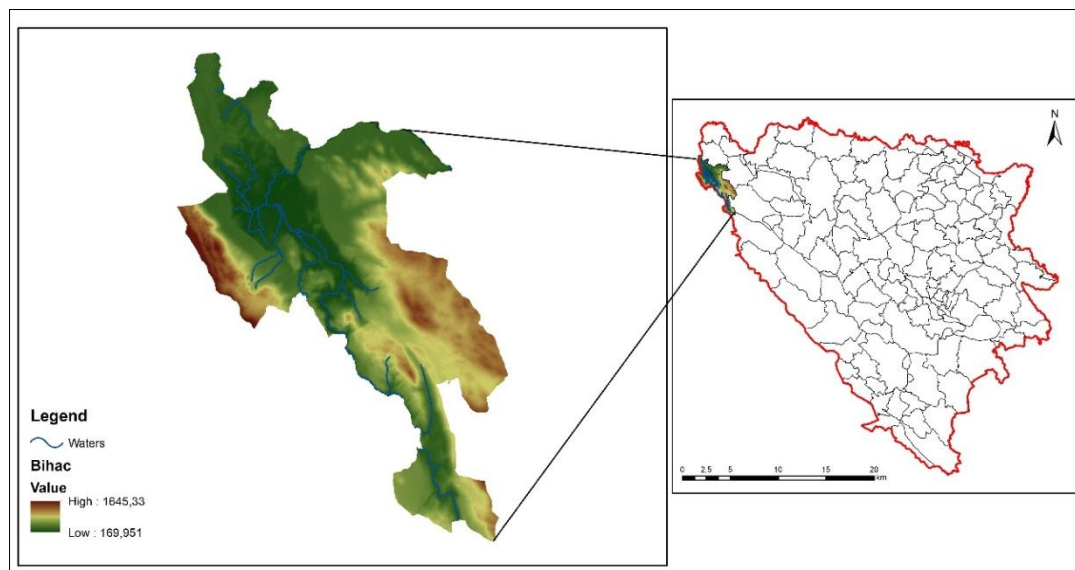 Legend
Waters
Bihac
Value
High : 1645,33
Low : 169,951
N
0 2.5 5 10 15 20
km